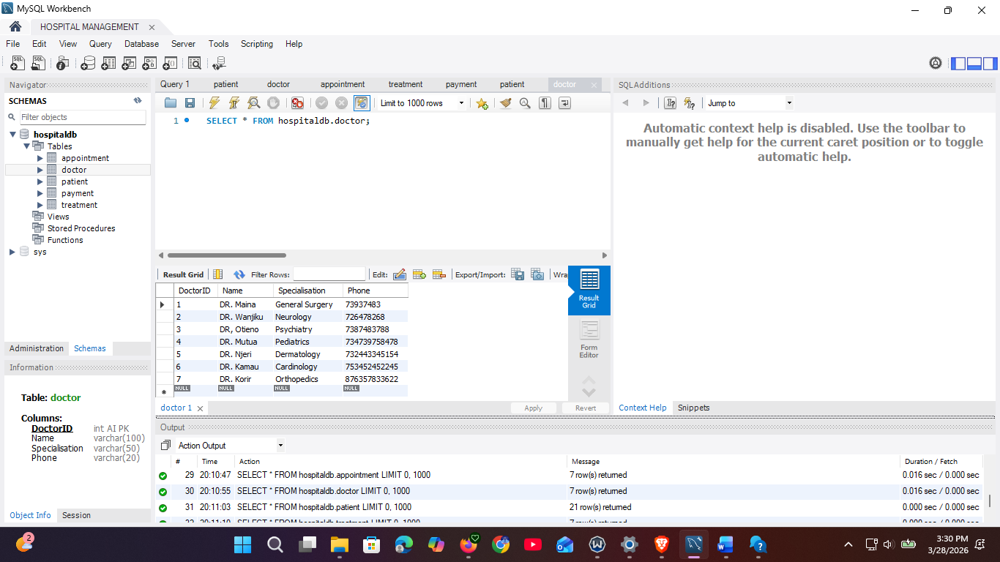 MySQL Workbench
HOSPITAL MANAGEMENT
File Edit View Query Database Server Tools Scripting Help
Navigator
SCHEMAS
Filter objects
hospitaldb
Tables
appointment
doctor
patient
payment
treatment
Views
Stored Procedures
Functions
sys
Administration Schemas
Information
Table: doctor
Columns:
DoctorID int AI PK
Name varchar(100)
Specialisation varchar(50)
Phone varchar(20)
Object Info Session
Query 1 patient doctor appointment treatment payment patient doctor
Limit to 1000 rows
1 SELECT * FROM hospitaldb.doctor;
Result Grid Filter Rows: Edit: Export/Import: Wra
DoctorID Name Specialisation Phone
1 DR. Maina General Surgery 73937483
2 DR. Wanjiku Neurology 726478268
3 DR, Otieno Psychiatry 7387483788
4 DR. Mutua Pediatrics 734739758478
5 DR. Njeri Dermatology 732443345154
6 DR. Kamau Cardinology 753452452245
7 DR. Korir Orthopedics 876357833622
NULL NULL NULL NULL
Result Grid
Form Editor
doctor 1 Apply Revert
SQLAdditions
Jump to
Automatic context help is disabled. Use the toolbar to
manually get help for the current caret position or to toggle
automatic help.
Context Help Snippets
Output
Action Output
# Time Action Message Duration / Fetch
29 20:10:47 SELECT * FROM hospitaldb.appointment LIMIT 0, 1000 7 row(s) returned 0.016 sec / 0.000 sec
30 20:10:55 SELECT * FROM hospitaldb.doctor LIMIT 0, 1000 7 row(s) returned 0.016 sec / 0.000 sec
31 20:11:03 SELECT * FROM hospitaldb.patient LIMIT 0, 1000 21 row(s) returned 0.000 sec / 0.000 sec
2
3:30 PM
3/28/2026